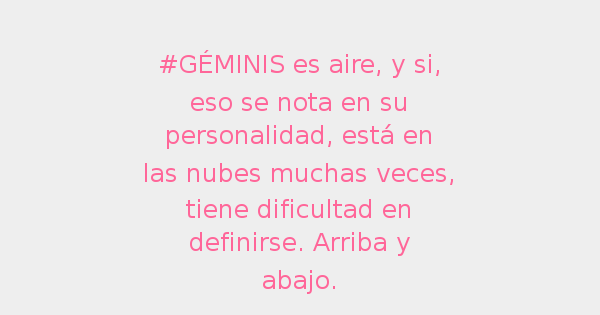 #GÉMINIS es aire, y si,
eso se nota en su
personalidad, está en
las nubes muchas veces,
tiene dificultad en
definirse. Arriba y
abajo.